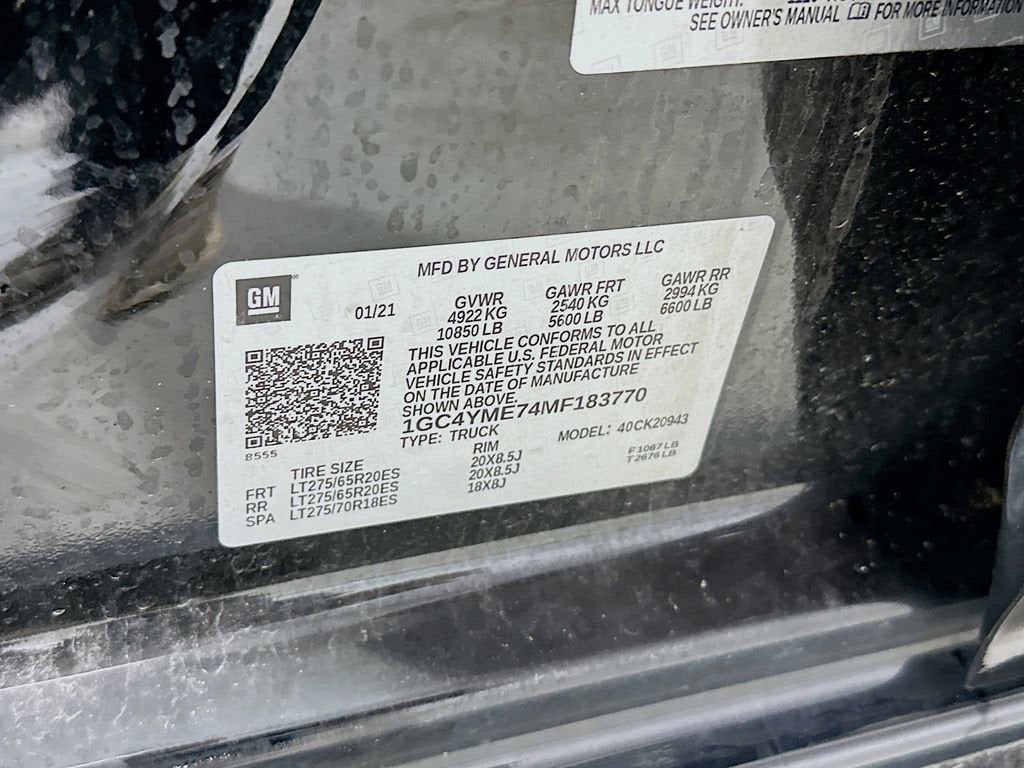 MAX TONGUE WEIGHT:
SEE OWNER'S MANUAL FOR MORE INFORMATION
MFD BY GENERAL MOTORS LLC
GM
01/21
GVWR
4922 KG
10850 LB
GAWR FRT
2540 KG
5600 LB
GAWR RR
2994 KG
6600 LB
THIS VEHICLE CONFORMS TO ALL
APPLICABLE U.S. FEDERAL MOTOR
VEHICLE SAFETY STANDARDS IN EFFECT
ON THE DATE OF MANUFACTURE
SHOWN ABOVE.
1GC4YME74MF183770
TYPE: TRUCK
MODEL: 40CK20943
8555
TIRE SIZE RIM
FRT LT275/65R20ES 20X8.5J
RR LT275/65R20ES 20X8.5J
SPA LT275/70R18ES 18X8J
F1067LB
T2676LB